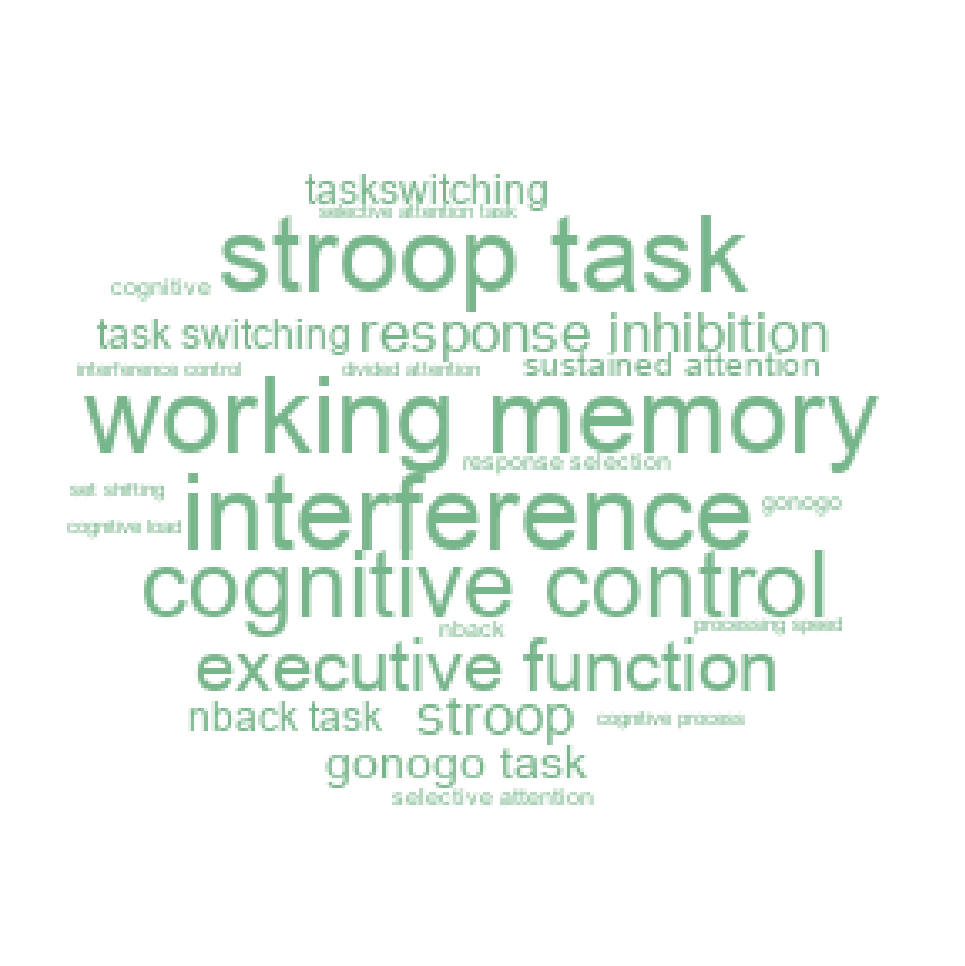 taskswitching
selective attention task
stroop task
cognitive
task switching response inhibition
interference control divided attention sustained attention
working memory
response selection
set shifting
interference
gonogo
cognitive load
cognitive control
nback
processing speed
executive function
nback task stroop cognitive process
gonogo task
selective attention